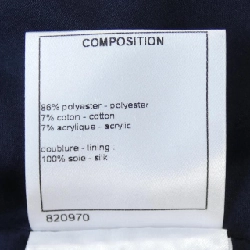 COMPOSITION
86% polyester - polyester
7% coton - cotton
7% acrylique - acrylic
doublure - lining :
100% soie - silk
820970